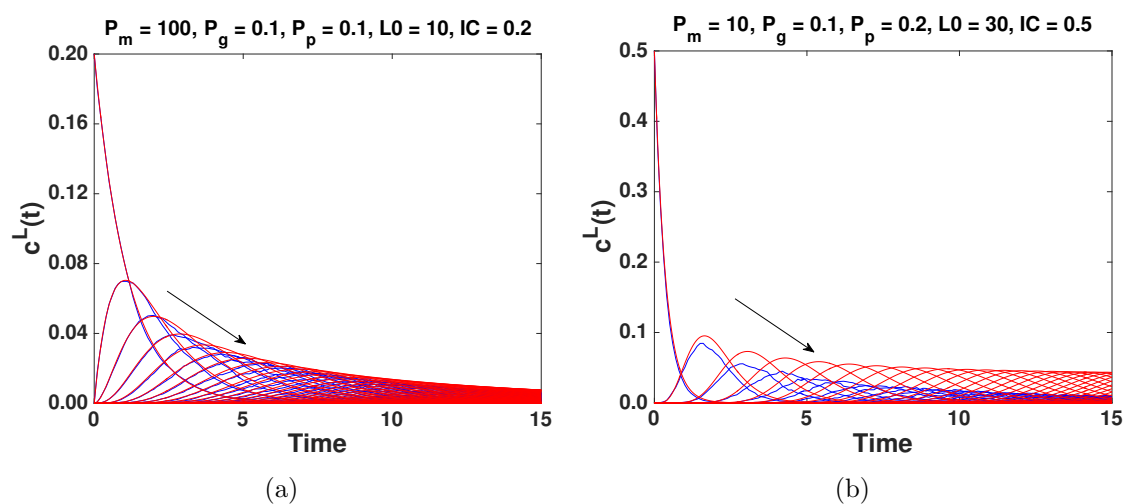 P_m = 100, P_g = 0.1, P_p = 0.1, L0 = 10, IC = 0.2
0.20
0.16
0.12
0.08
0.04
0.00
c^L(t)
0
5
10
15
Time
(a)
P_m = 10, P_g = 0.1, P_p = 0.2, L0 = 30, IC = 0.5
0.5
0.4
0.3
0.2
0.1
0.0
c^L(t)
0
5
10
15
Time
(b)